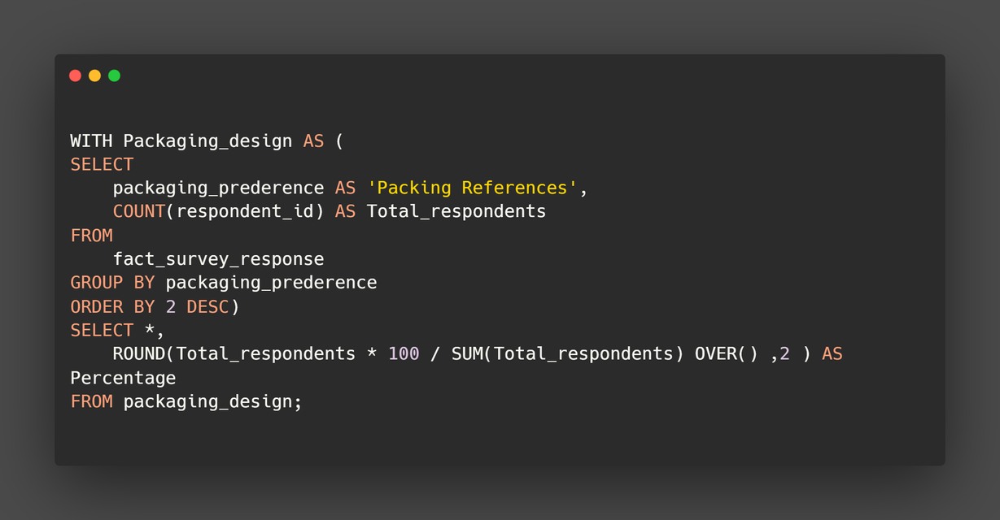 WITH Packaging_design AS (
SELECT
    packaging_prederence AS 'Packing References',
    COUNT(respondent_id) AS Total_respondents
FROM
    fact_survey_response
GROUP BY packaging_prederence
ORDER BY 2 DESC)
SELECT *,
    ROUND(Total_respondents * 100 / SUM(Total_respondents) OVER() ,2 ) AS
Percentage
FROM packaging_design;